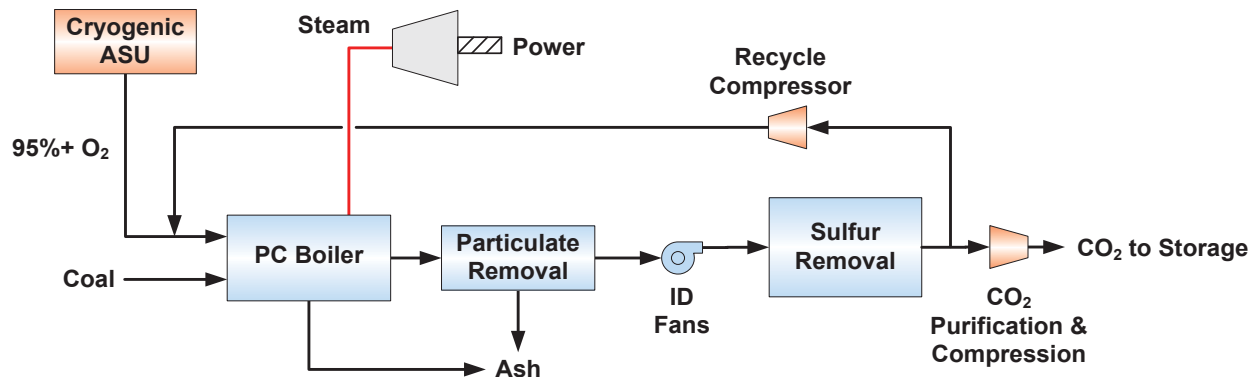 Cryogenic
ASU
Steam
Power
Recycle
Compressor
95%+ O₂
PC Boiler
Particulate
Removal
Sulfur
Removal
Coal
CO₂ to Storage
ID
Fans
CO₂
Purification &
Compression
Ash